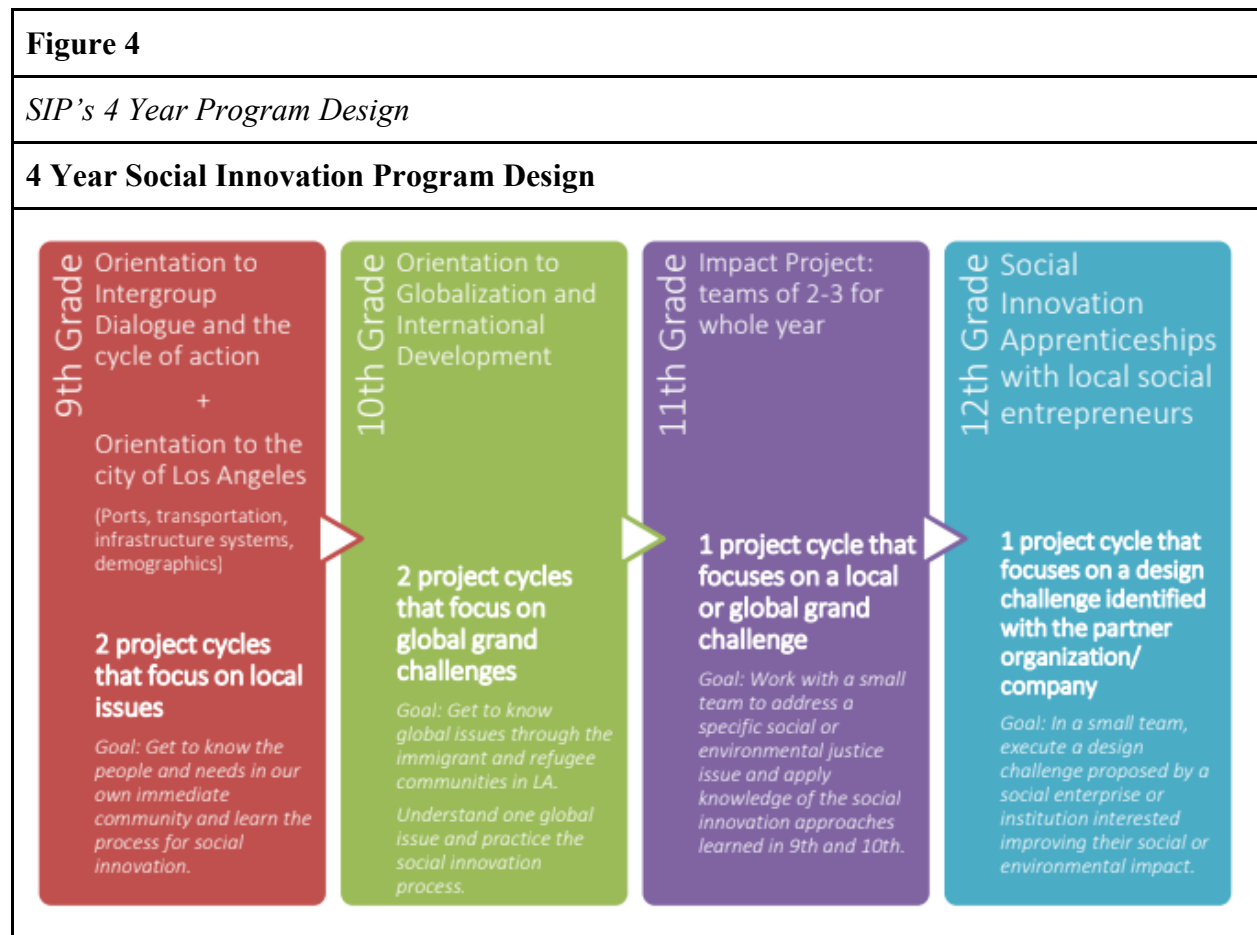 Figure 4
SIP's 4 Year Program Design
4 Year Social Innovation Program Design
9th Grade
Orientation to
Intergroup
Dialogue and the
cycle of action
+
Orientation to the
city of Los Angeles
(Ports, transportation,
infrastructure systems,
demographics)
2 project cycles
that focus on local
issues
Goal: Get to know the
people and needs in our
own immediate
community and learn the
process for social
innovation.
10th Grade
Orientation to
Globalization and
International
Development
2 project cycles
that focus on
global grand
challenges
Goal: Get to know
global issues through the
immigrant and refugee
communities in LA.
Understand one global
issue and practice the
social innovation
process.
11th Grade
Impact Project:
teams of 2-3 for
whole year
1 project cycle that
focuses on a local
or global grand
challenge
Goal: Work with a small
team to address a
specific social or
environmental justice
issue and apply
knowledge of the social
innovation approaches
learned in 9th and 10th.
12th Grade
Social
Innovation
Apprenticeships
with local social
entrepreneurs
1 project cycle that
focuses on a design
challenge identified
with the partner
organization/
company
Goal: In a small team,
execute a design
challenge proposed by a
social enterprise or
institution interested
improving their social or
environmental impact.